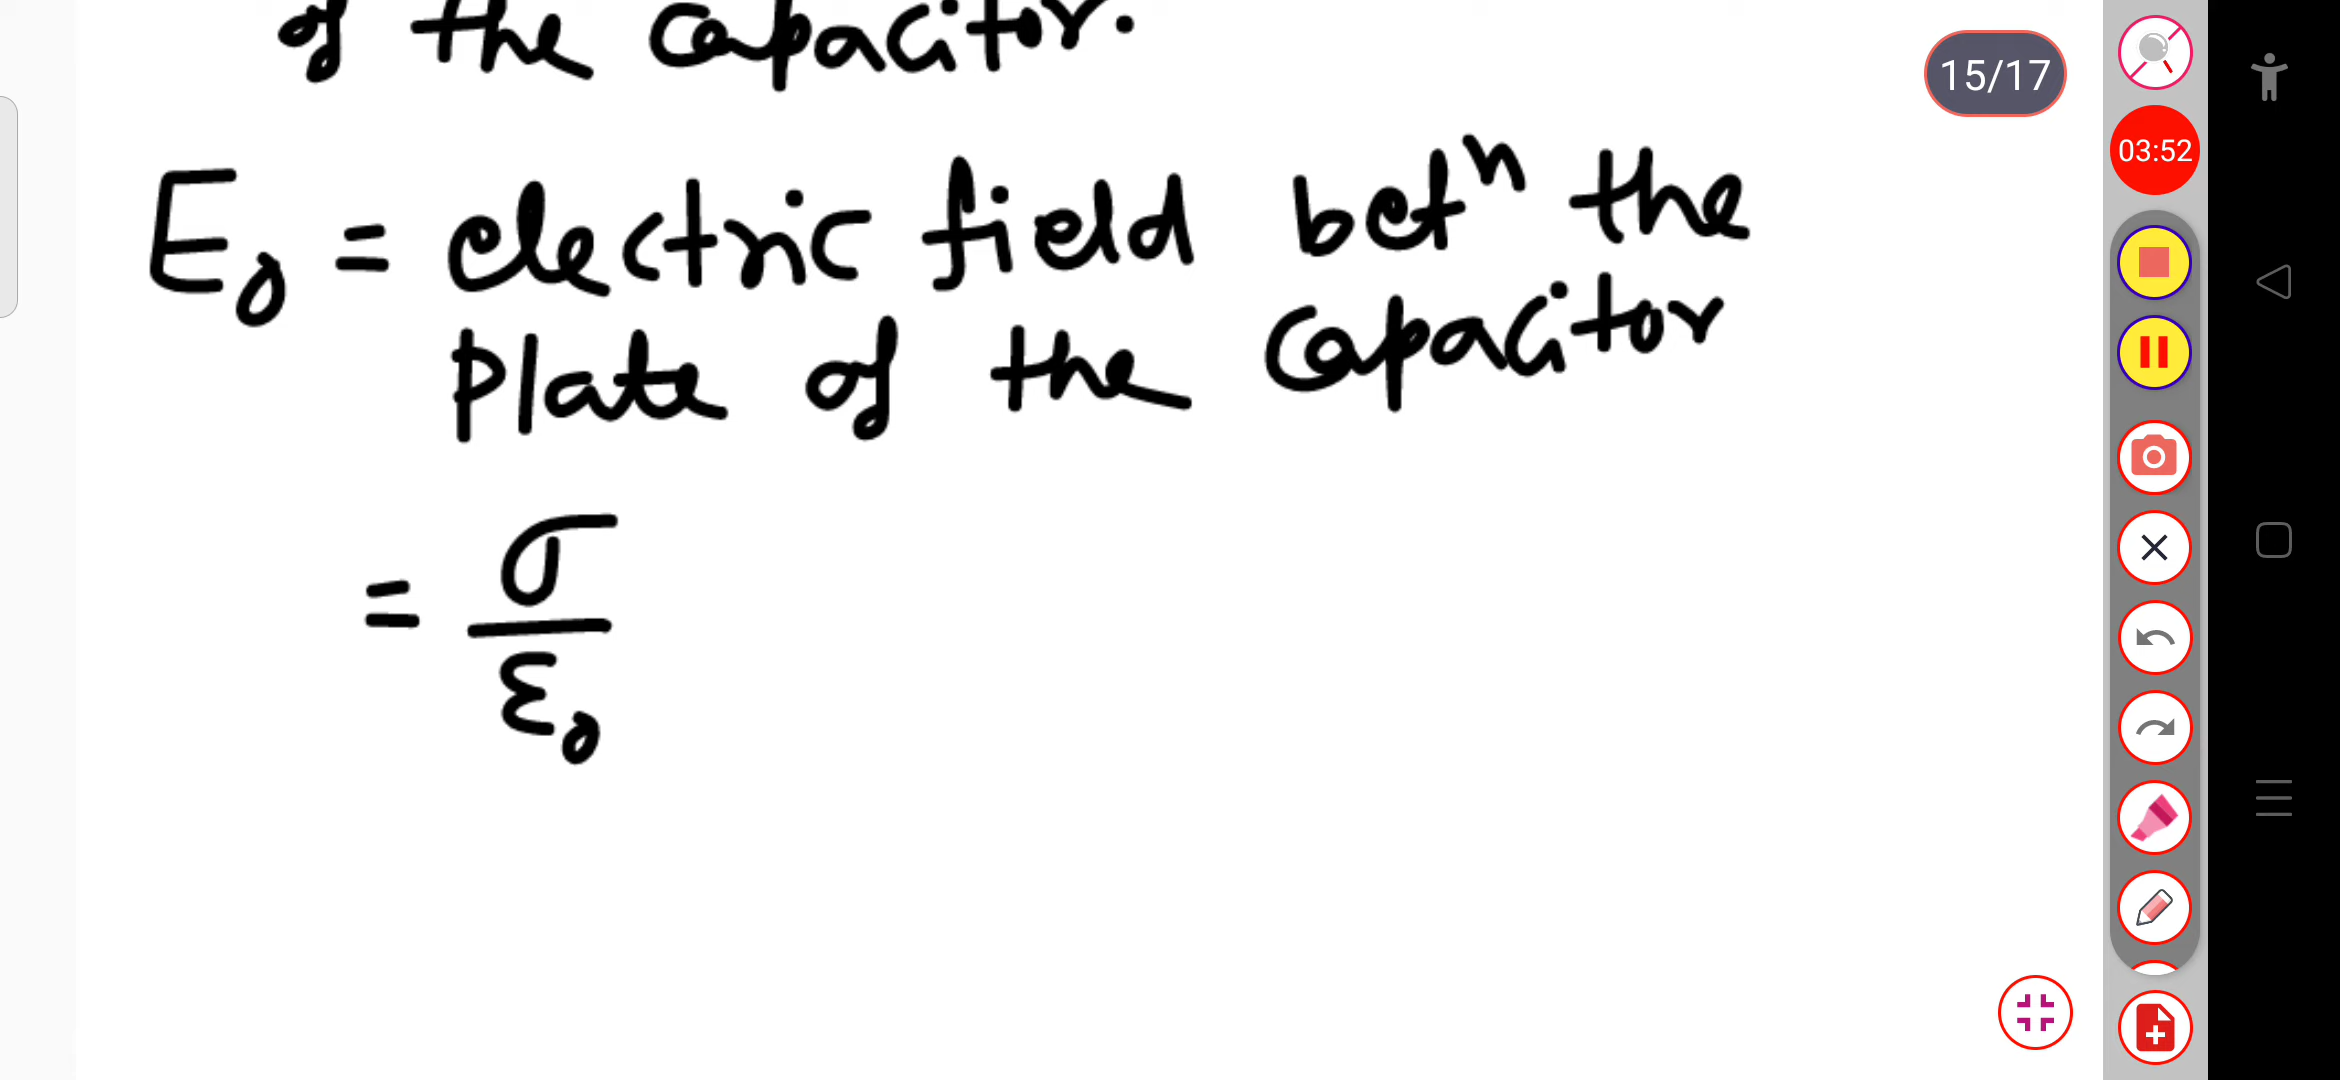 of the capacitor.
15/17
03:52
E₀ = electric field betⁿ the
plate of the capacitor
= σ/ε₀